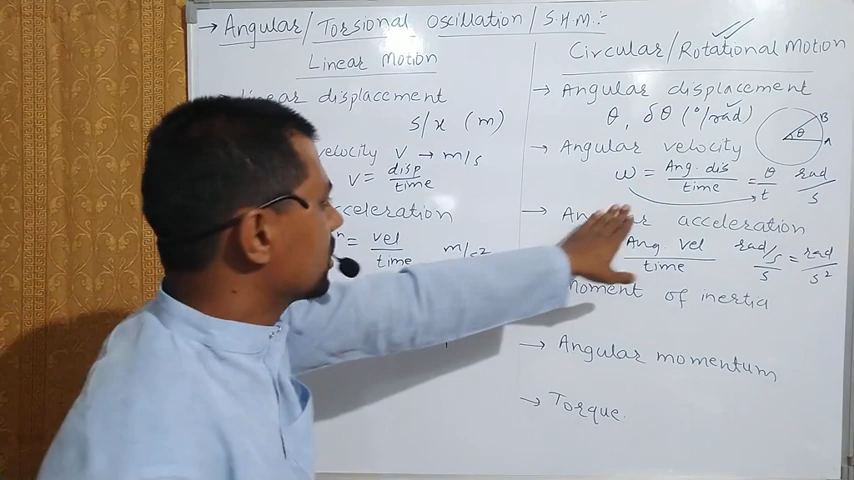 → Angular/Torsional Oscillation/S.H.M:-
Linear Motion
Linear displacement
s/x (m)
velocity v → m/s
v = disp/time
acceleration
= vel/time m/s2
Circular/Rotational Motion
→ Angular displacement
θ, δθ (°/rad)
B
θ
A
→ Angular velocity
ω = Ang. dis/time = θ/t rad/s
→ Angular acceleration
Ang. vel/time rad/s/s = rad/s²
Moment of inertia
→ Angular momentum
→ Torque.